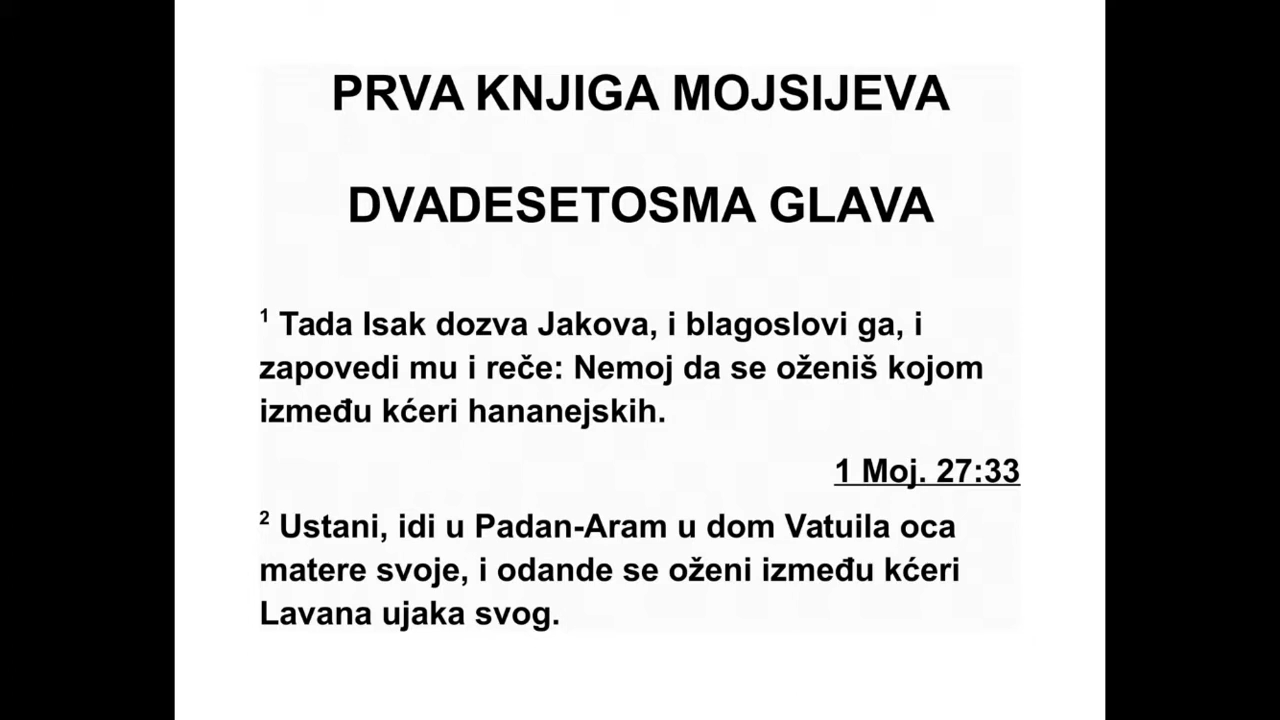 PRVA KNJIGA MOJSIJEVA
DVADESETOSMA GLAVA
1 Tada Isak dozva Jakova, i blagoslovi ga, i
zapovedi mu i reče: Nemoj da se oženiš kojom
između kćeri hananejskih.
1 Moj. 27:33
2 Ustani, idi u Padan-Aram u dom Vatuila oca
matere svoje, i odande se oženi između kćeri
Lavana ujaka svog.